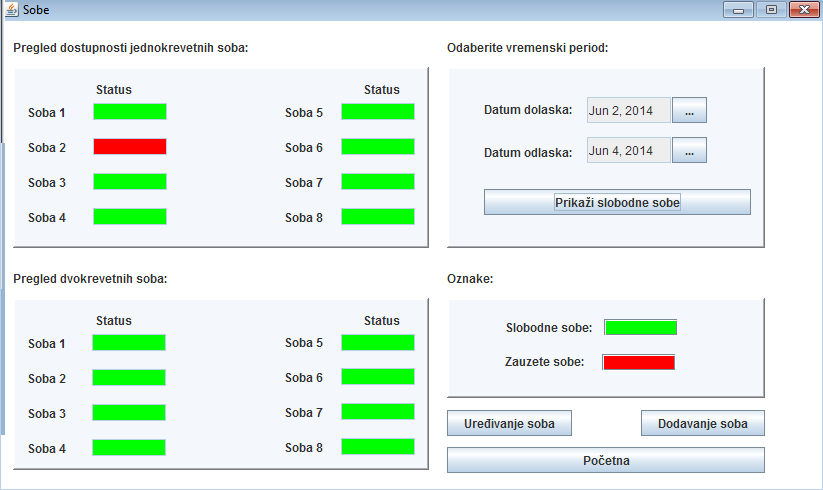 Sobe
Pregled dostupnosti jednokrevetnih soba:
Status Status
Soba 1 Soba 5
Soba 2 Soba 6
Soba 3 Soba 7
Soba 4 Soba 8
Odaberite vremenski period:
Datum dolaska: Jun 2, 2014 ...
Datum odlaska: Jun 4, 2014 ...
Prikaži slobodne sobe
Pregled dvokrevetnih soba:
Status Status
Soba 1 Soba 5
Soba 2 Soba 6
Soba 3 Soba 7
Soba 4 Soba 8
Oznake:
Slobodne sobe:
Zauzete sobe:
Uređivanje soba Dodavanje soba
Početna